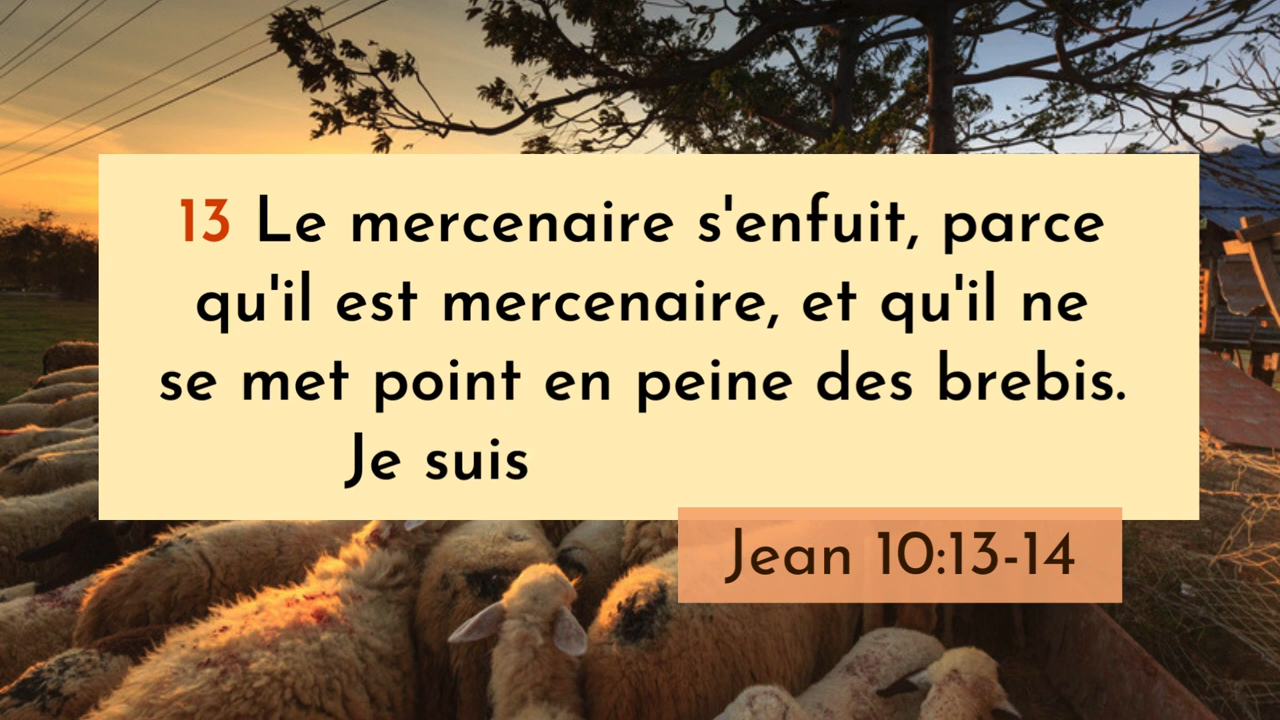 13 Le mercenaire s'enfuit, parce
qu'il est mercenaire, et qu'il ne
se met point en peine des brebis.
Je suis
Jean 10:13-14